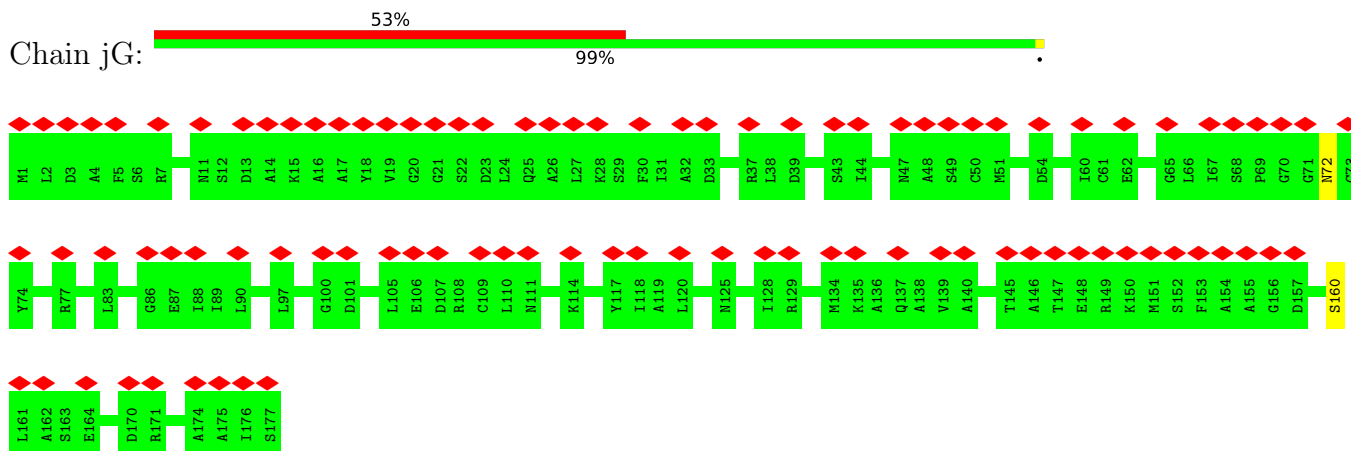 53%
Chain jG:
99%
.
M1 L2 D3 A4 F5 S6 R7 N11 S12 D13 A14 K15 A16 A17 Y18 V19 G20 G21 S22 D23 L24 Q25 A26 L27 K28 S29 F30 I31 A32 D33 R37 L38 D39 S43 I44 N47 A48 S49 C50 M51 D54 I60 C61 E62 G65 L66 I67 S68 P69 G70 G71 N72
Y74 R77 L83 G86 E87 I88 I89 L90 L97 G100 D101 L105 E106 D107 R108 C109 L110 N111 K114 Y117 I118 A119 L120 N125 I128 R129 M134 K135 A136 Q137 A138 V139 A140 T145 A146 T147 E148 R149 K150 M151 S152 F153 A154 A155 G156 D157 S160
L161 A162 S163 E164 D170 R171 A174 A175 I176 S177